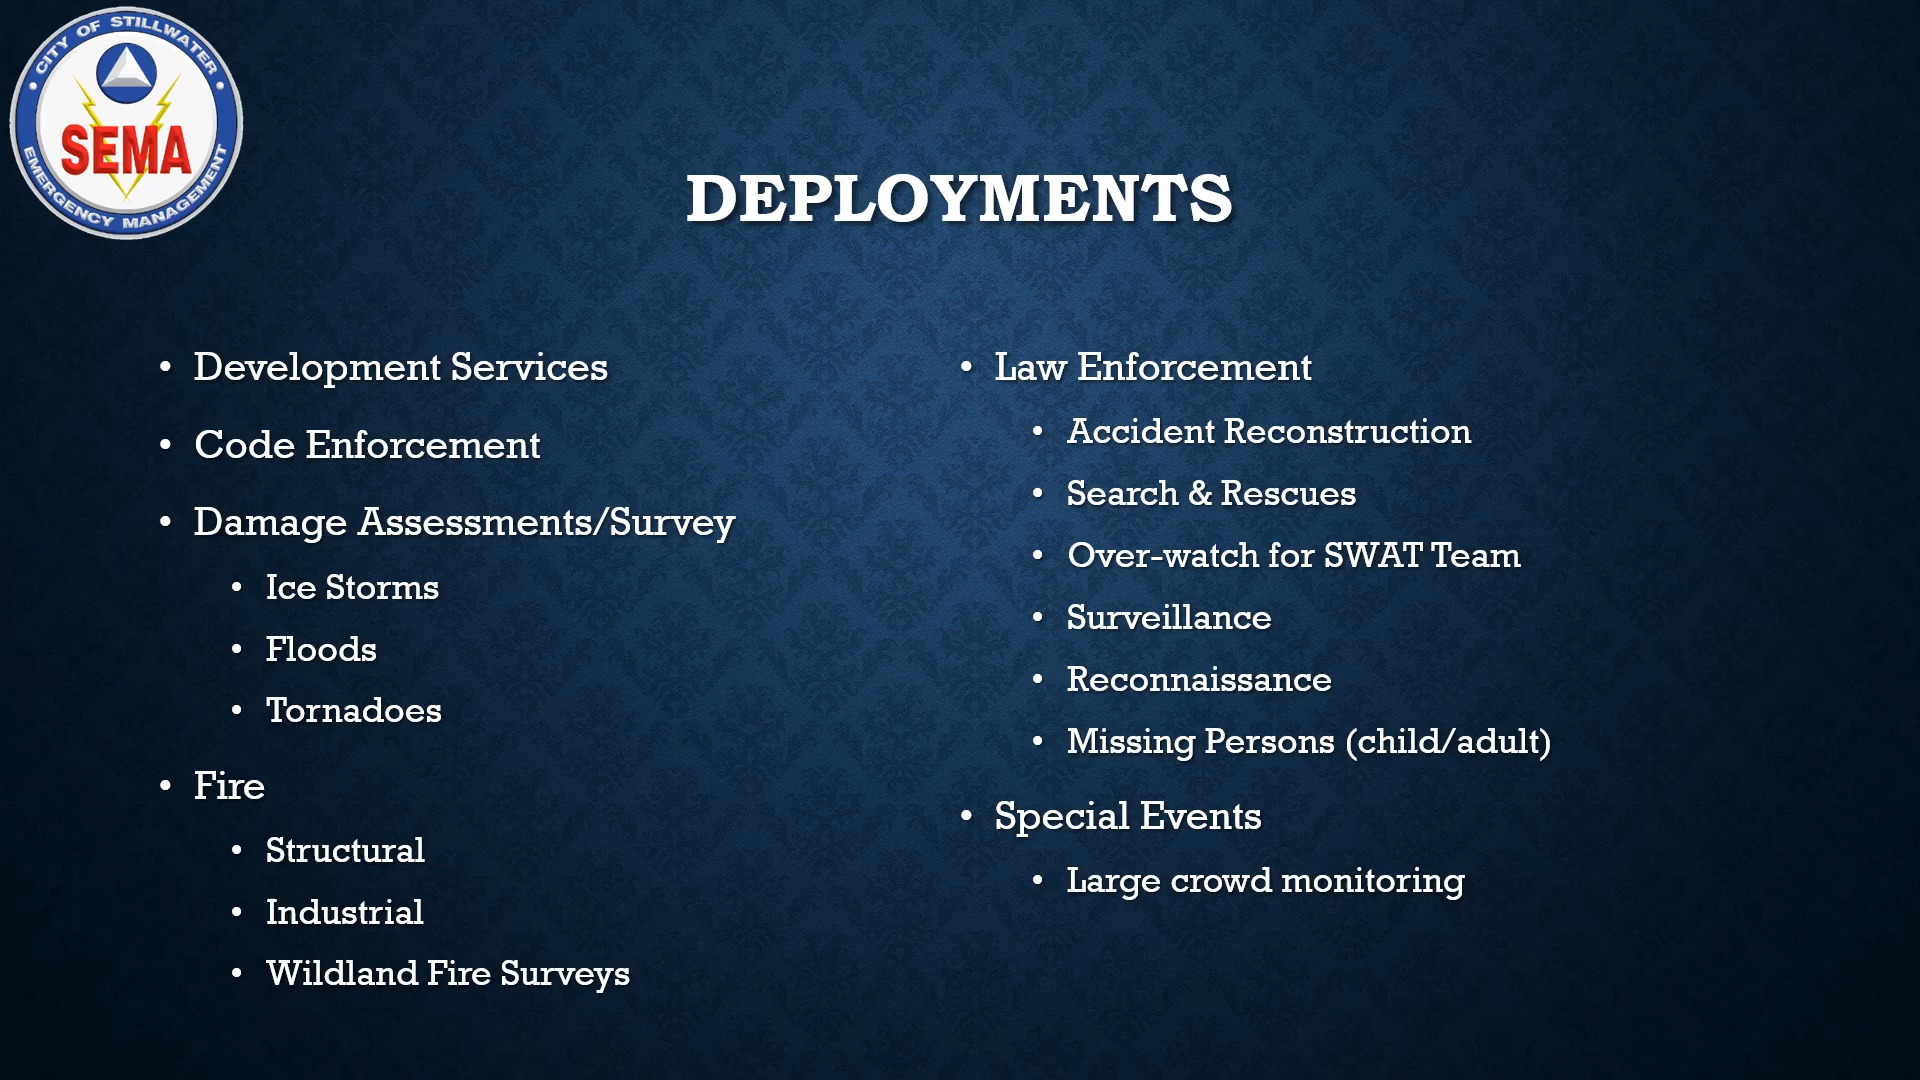 CITY OF STILLWATER
SEMA
EMERGENCY MANAGEMENT
DEPLOYMENTS
• Development Services
• Code Enforcement
• Damage Assessments/Survey
• Ice Storms
• Floods
• Tornadoes
• Fire
• Structural
• Industrial
• Wildland Fire Surveys
• Law Enforcement
• Accident Reconstruction
• Search & Rescues
• Over-watch for SWAT Team
• Surveillance
• Reconnaissance
• Missing Persons (child/adult)
• Special Events
• Large crowd monitoring